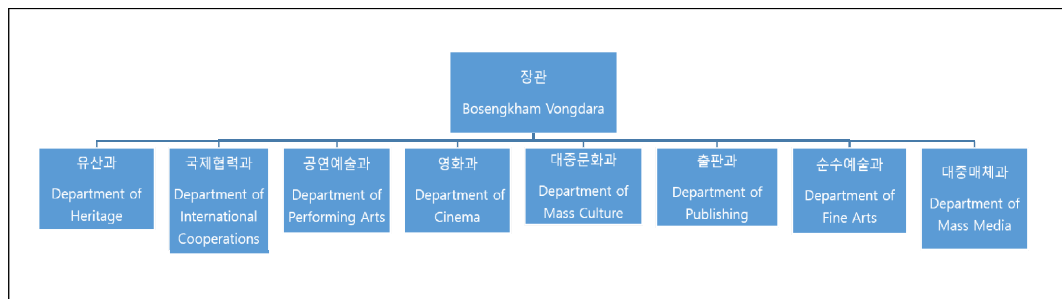 장관
Bosengkham Vongdara
유산과
Department of
Heritage
국제협력과
Department of
International
Cooperations
공연예술과
Department of
Performing Arts
영화과
Department of
Cinema
대중문화과
Department of
Mass Culture
출판과
Department of
Publishing
순수예술과
Department of
Fine Arts
대중매체과
Department of
Mass Media